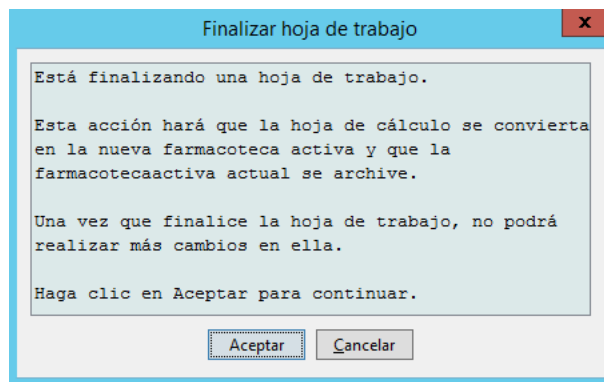 Finalizar hoja de trabajo
x
Está finalizando una hoja de trabajo.
Esta acción hará que la hoja de cálculo se convierta
en la nueva farmacoteca activa y que la
farmacotecaactiva actual se archive.
Una vez que finalice la hoja de trabajo, no podrá
realizar más cambios en ella.
Haga clic en Aceptar para continuar.
Aceptar
Cancelar